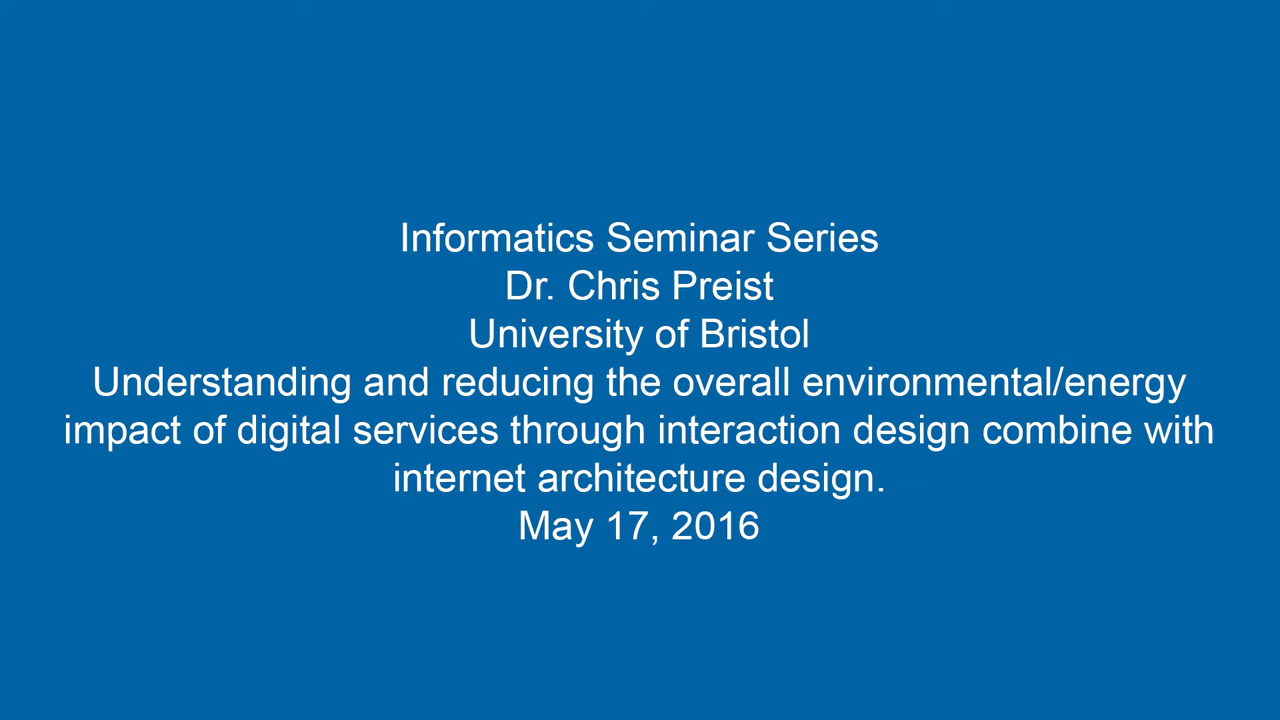 Informatics Seminar Series
Dr. Chris Preist
University of Bristol
Understanding and reducing the overall environmental/energy
impact of digital services through interaction design combine with
internet architecture design.
May 17, 2016